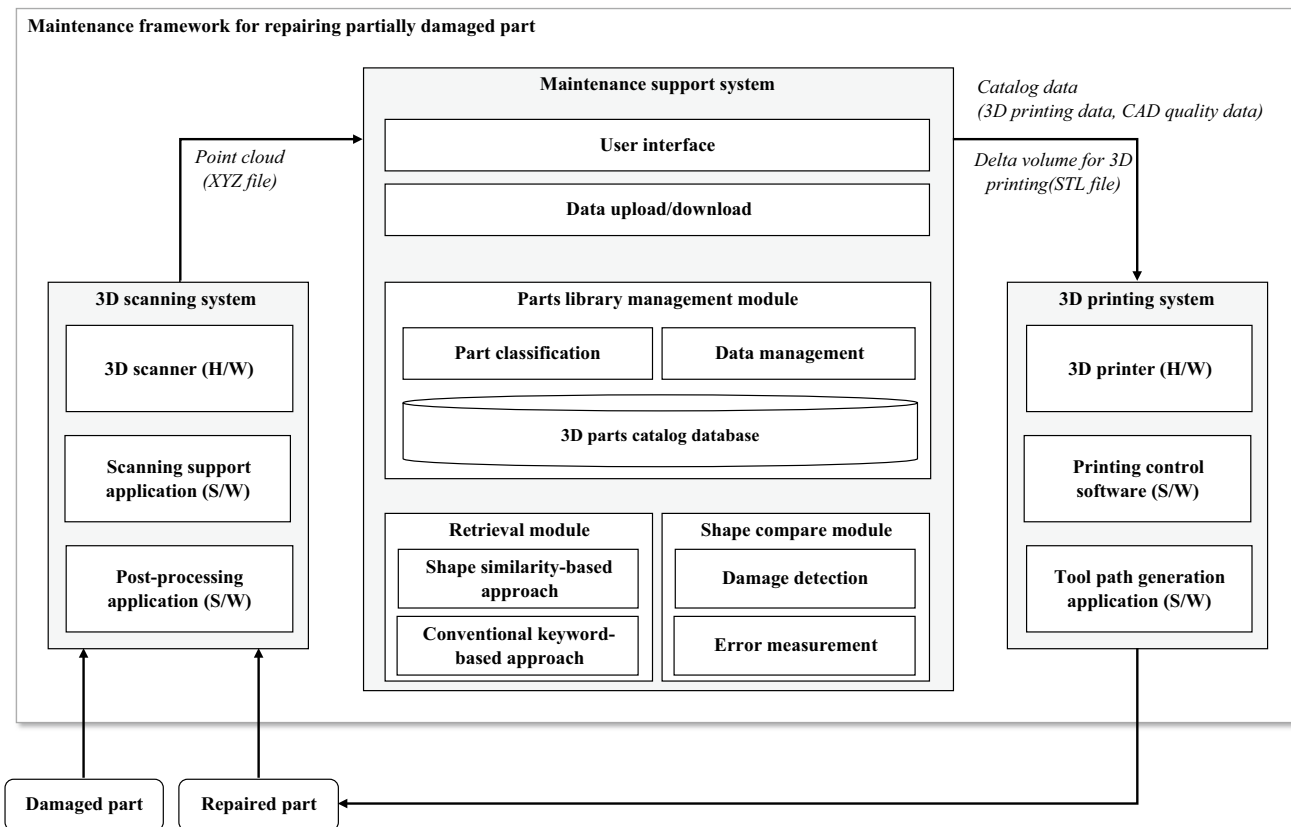 Maintenance framework for repairing partially damaged part
Maintenance support system
User interface
Data upload/download
Point cloud
(XYZ file)
Catalog data
(3D printing data, CAD quality data)
Delta volume for 3D
printing(STL file)
3D scanning system
3D scanner (H/W)
Scanning support
application (S/W)
Post-processing
application (S/W)
Parts library management module
Part classification
Data management
3D parts catalog database
Retrieval module
Shape similarity-based
approach
Conventional keyword-
based approach
Shape compare module
Damage detection
Error measurement
3D printing system
3D printer (H/W)
Printing control
software (S/W)
Tool path generation
application (S/W)
Damaged part
Repaired part